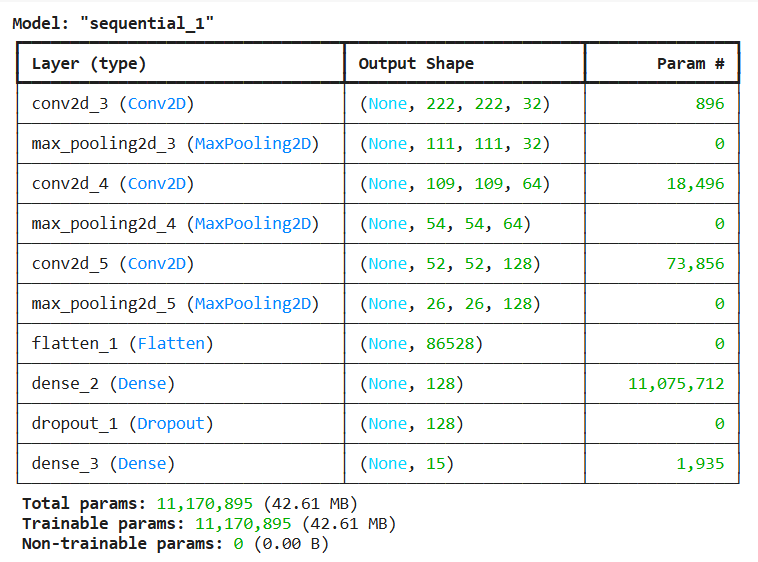 Model: "sequential_1"
Layer (type) Output Shape Param #
conv2d_3 (Conv2D) (None, 222, 222, 32) 896
max_pooling2d_3 (MaxPooling2D) (None, 111, 111, 32) 0
conv2d_4 (Conv2D) (None, 109, 109, 64) 18,496
max_pooling2d_4 (MaxPooling2D) (None, 54, 54, 64) 0
conv2d_5 (Conv2D) (None, 52, 52, 128) 73,856
max_pooling2d_5 (MaxPooling2D) (None, 26, 26, 128) 0
flatten_1 (Flatten) (None, 86528) 0
dense_2 (Dense) (None, 128) 11,075,712
dropout_1 (Dropout) (None, 128) 0
dense_3 (Dense) (None, 15) 1,935
Total params: 11,170,895 (42.61 MB)
Trainable params: 11,170,895 (42.61 MB)
Non-trainable params: 0 (0.00 B)